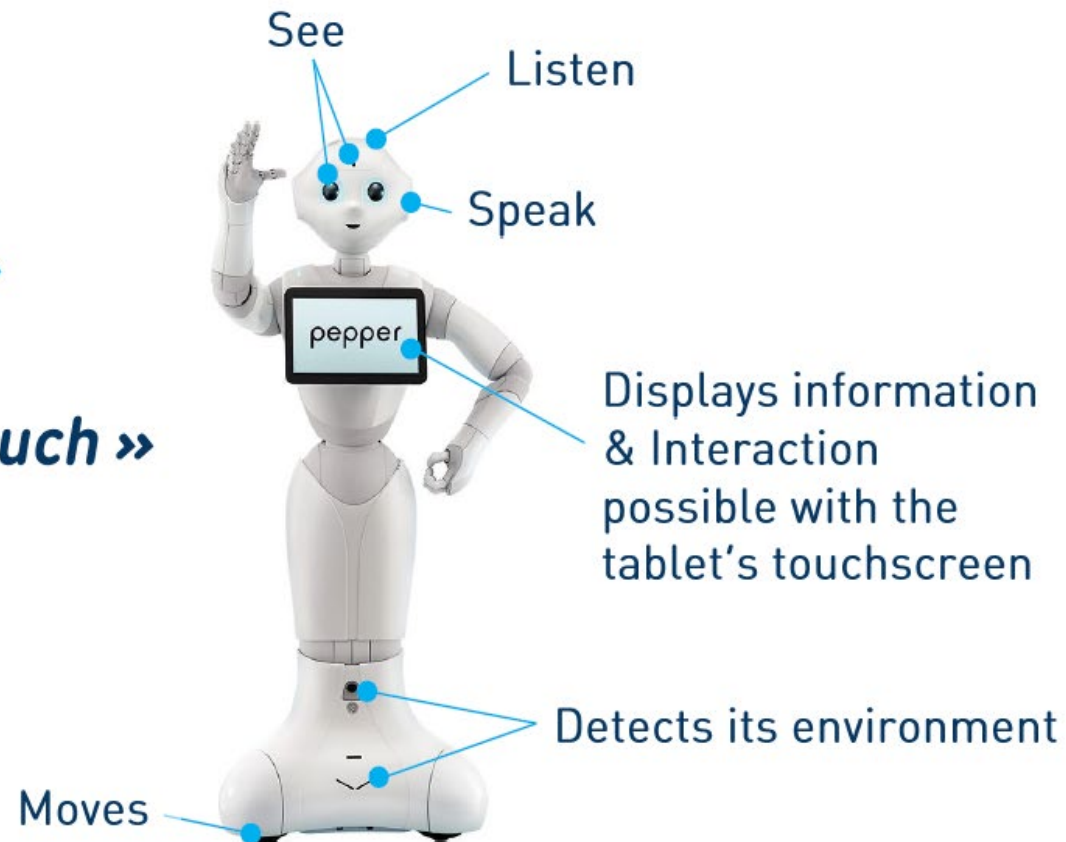 See
Listen
Speak
pepper
uch »
Displays information
& Interaction
possible with the
tablet's touchscreen
Detects its environment
Moves